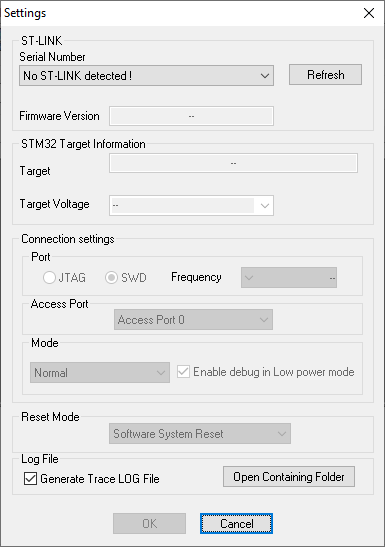 Settings
ST-LINK
Serial Number
No ST-LINK detected !
Refresh
Firmware Version
--
STM32 Target Information
Target
--
Target Voltage
--
Connection settings
Port
JTAG
SWD
Frequency
--
Access Port
Access Port 0
Mode
Normal
Enable debug in Low power mode
Reset Mode
Software System Reset
Log File
Generate Trace LOG File
Open Containing Folder
OK
Cancel